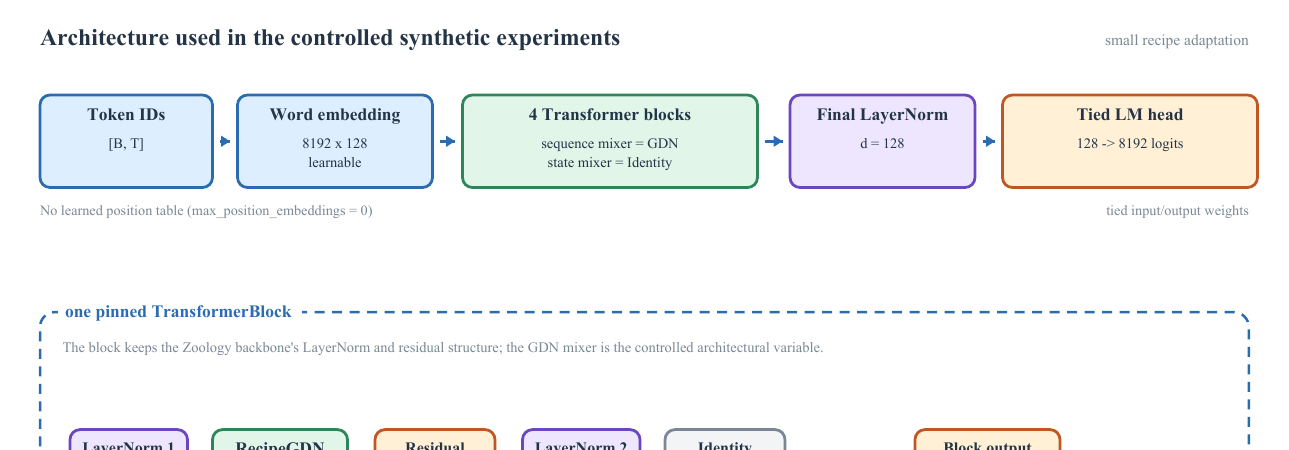 Architecture used in the controlled synthetic experiments
small recipe adaptation
Token IDs
[B, T]
Word embedding
8192 x 128
learnable
4 Transformer blocks
sequence mixer = GDN
state mixer = Identity
Final LayerNorm
d = 128
Tied LM head
128 -> 8192 logits
No learned position table (max_position_embeddings = 0)
tied input/output weights
one pinned TransformerBlock
The block keeps the Zoology backbone's LayerNorm and residual structure; the GDN mixer is the controlled architectural variable.
LayerNorm 1
RecipeGDN
Residual
LayerNorm 2
Identity
Block output